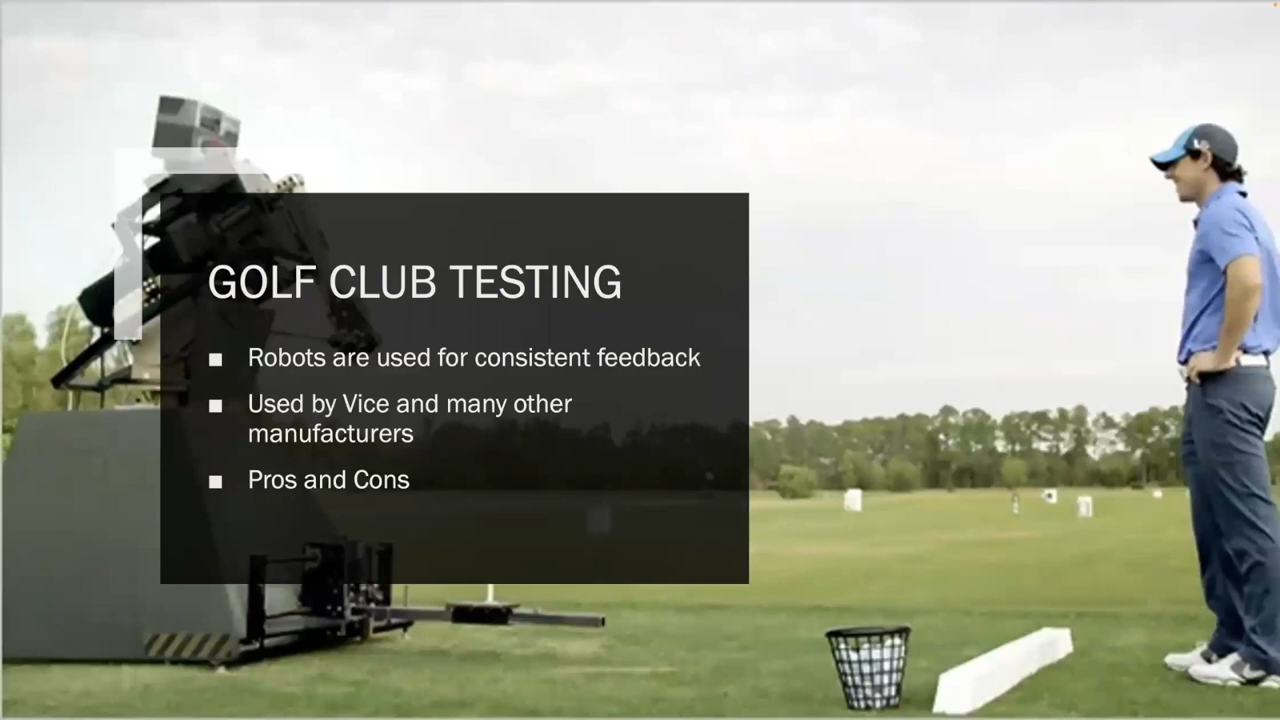 GOLF CLUB TESTING
■ Robots are used for consistent feedback
■ Used by Vice and many other
manufacturers
■ Pros and Cons